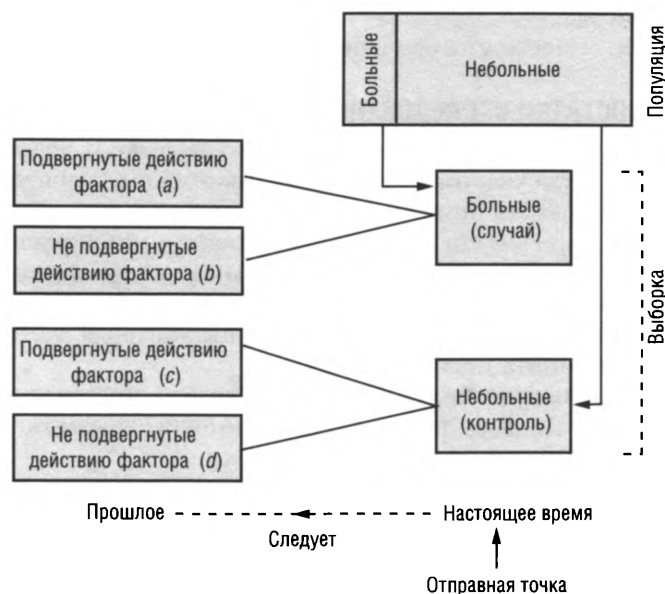 Больные
Небольные
Популяция
Подвергнутые действию
фактора (a)
Не подвергнутые
действию фактора (b)
Больные
(случай)
Подвергнутые действию
фактора (c)
Не подвергнутые
действию фактора (d)
Небольные
(контроль)
Выборка
Прошлое
Следует
Настоящее время
Отправная точка